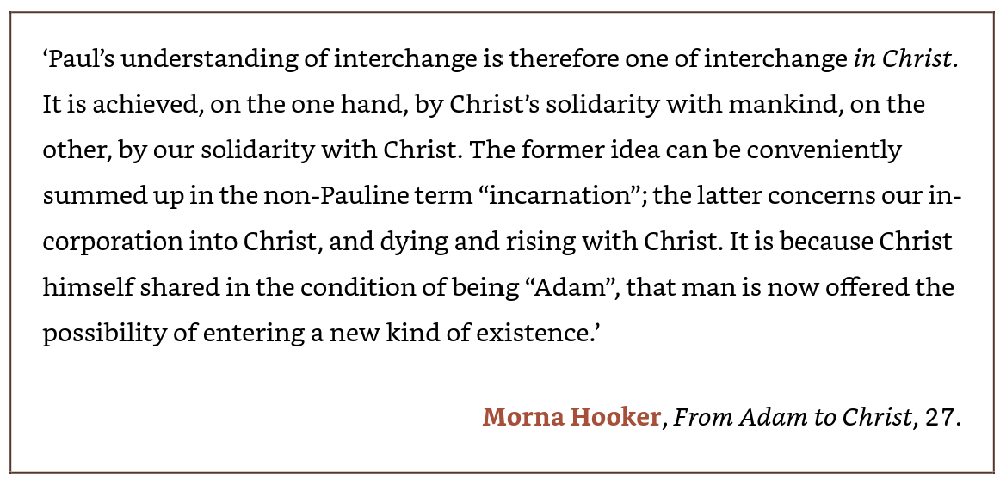 ‘Paul’s understanding of interchange is therefore one of interchange in Christ.
It is achieved, on the one hand, by Christ’s solidarity with mankind, on the
other, by our solidarity with Christ. The former idea can be conveniently
summed up in the non-Pauline term “incarnation”; the latter concerns our in-
corporation into Christ, and dying and rising with Christ. It is because Christ
himself shared in the condition of being “Adam”, that man is now offered the
possibility of entering a new kind of existence.’
Morna Hooker, From Adam to Christ, 27.